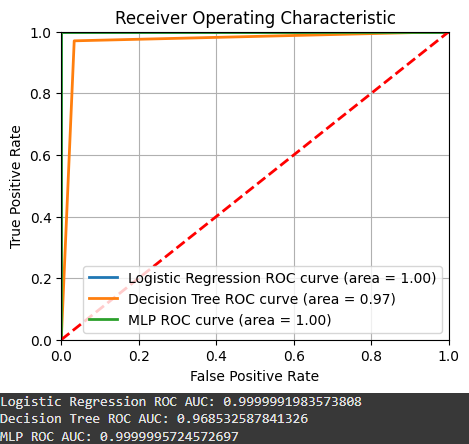 Receiver Operating Characteristic
1.0
0.8
0.6
0.4
0.2
0.0
True Positive Rate
Logistic Regression ROC curve (area = 1.00)
Decision Tree ROC curve (area = 0.97)
MLP ROC curve (area = 1.00)
0.0 0.2 0.4 0.6 0.8 1.0
False Positive Rate
Logistic Regression ROC AUC: 0.9999991983573808
Decision Tree ROC AUC: 0.968532587841326
MLP ROC AUC: 0.9999995724572697